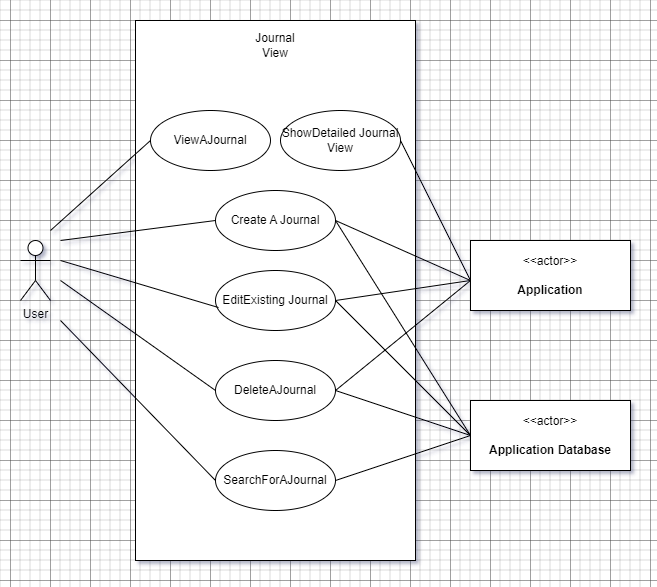 Journal
View
ViewAJournal
ShowDetailed Journal
View
Create A Journal
EditExisting Journal
DeleteAJournal
SearchForAJournal
User
<<actor>>
Application
<<actor>>
Application Database